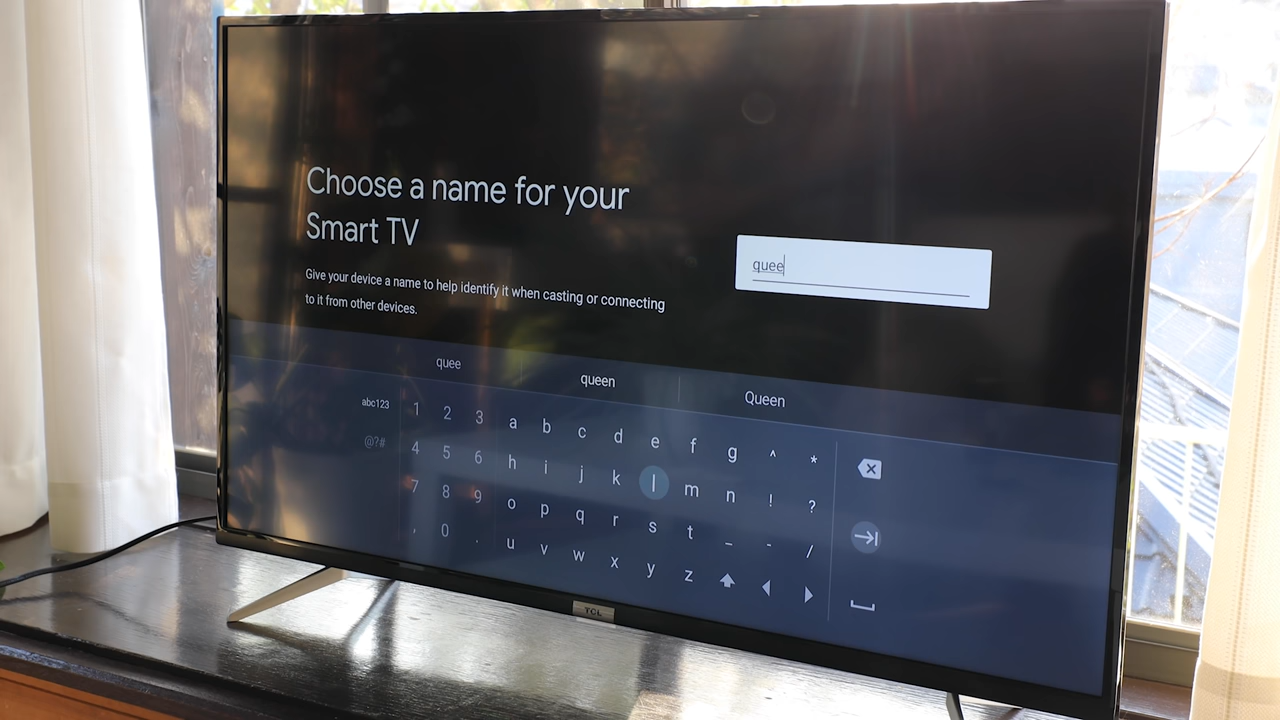 Choose a name for your
Smart TV
Give your device a name to help identify it when casting or connecting
to it from other devices.
quee
quee queen Queen
abc123 1 2 3 a b c d e f g ^ *
@?# 4 5 6 h i j k l m n ! ?
7 8 9 o p q r s t _ - /
, 0 . u v w x y z
TCL